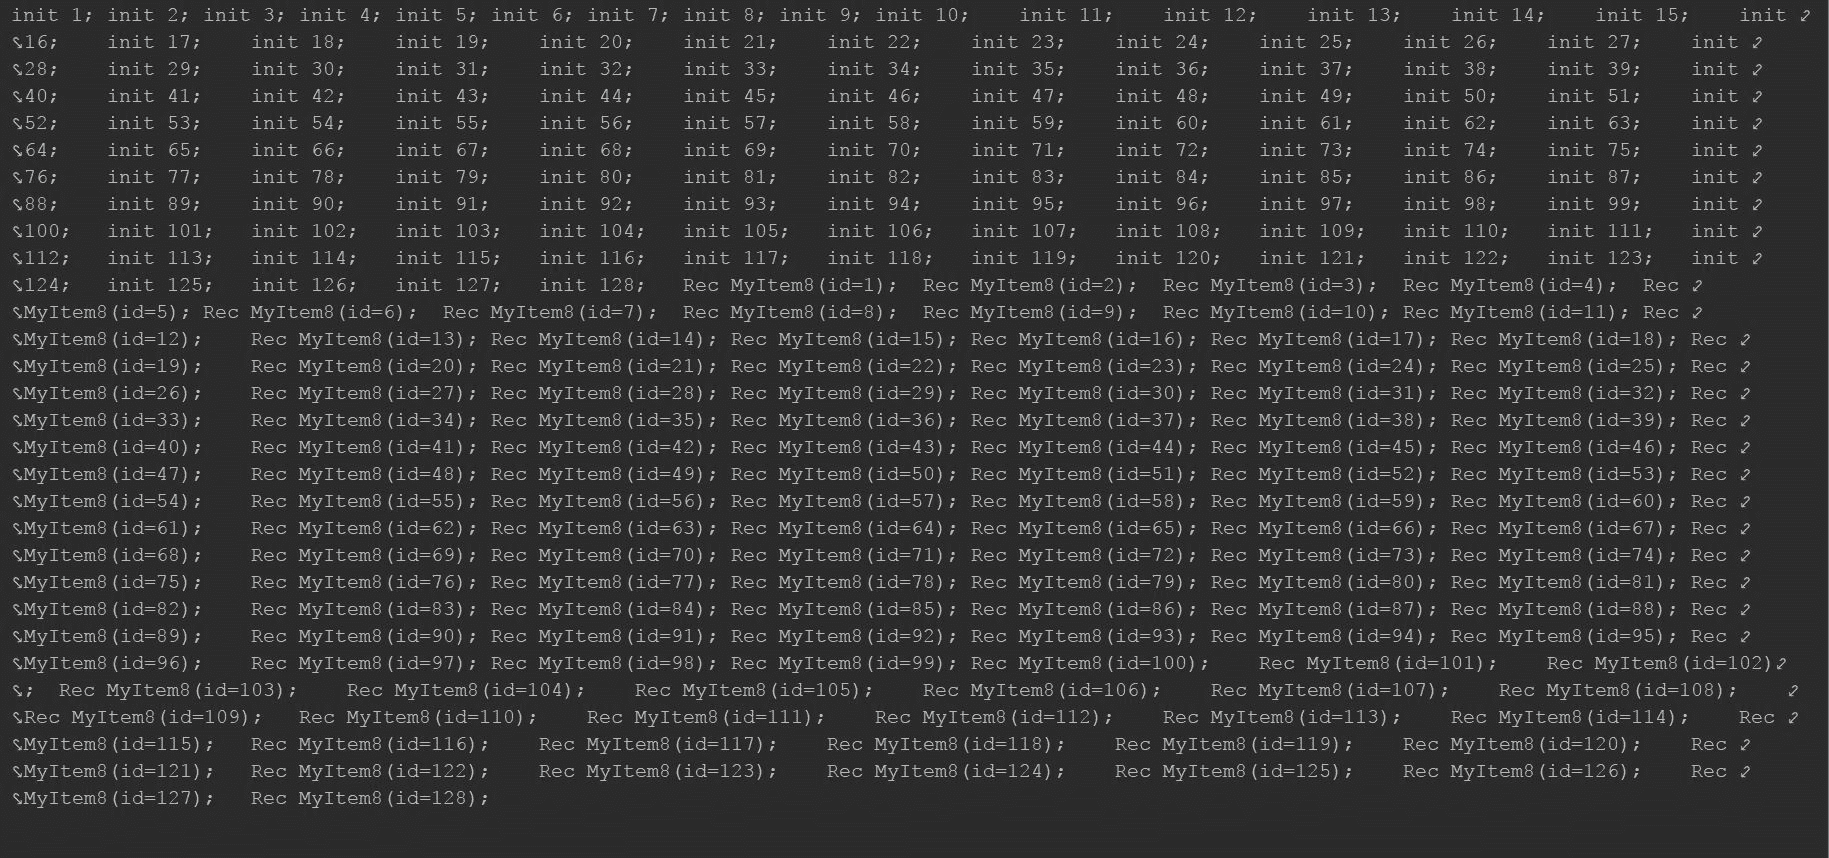 init 1; init 2; init 3; init 4; init 5; init 6; init 7; init 8; init 9; init 10;    init 11;    init 12;    init 13;    init 14;    init 15;    init
16;    init 17;    init 18;    init 19;    init 20;    init 21;    init 22;    init 23;    init 24;    init 25;    init 26;    init 27;    init
28;    init 29;    init 30;    init 31;    init 32;    init 33;    init 34;    init 35;    init 36;    init 37;    init 38;    init 39;    init
40;    init 41;    init 42;    init 43;    init 44;    init 45;    init 46;    init 47;    init 48;    init 49;    init 50;    init 51;    init
52;    init 53;    init 54;    init 55;    init 56;    init 57;    init 58;    init 59;    init 60;    init 61;    init 62;    init 63;    init
64;    init 65;    init 66;    init 67;    init 68;    init 69;    init 70;    init 71;    init 72;    init 73;    init 74;    init 75;    init
76;    init 77;    init 78;    init 79;    init 80;    init 81;    init 82;    init 83;    init 84;    init 85;    init 86;    init 87;    init
88;    init 89;    init 90;    init 91;    init 92;    init 93;    init 94;    init 95;    init 96;    init 97;    init 98;    init 99;    init
100;   init 101;   init 102;   init 103;   init 104;   init 105;   init 106;   init 107;   init 108;   init 109;   init 110;   init 111;   init
112;   init 113;   init 114;   init 115;   init 116;   init 117;   init 118;   init 119;   init 120;   init 121;   init 122;   init 123;   init
124;   init 125;   init 126;   init 127;   init 128;   Rec MyItem8(id=1);  Rec MyItem8(id=2);  Rec MyItem8(id=3);  Rec MyItem8(id=4);  Rec
MyItem8(id=5); Rec MyItem8(id=6);  Rec MyItem8(id=7);  Rec MyItem8(id=8);  Rec MyItem8(id=9);  Rec MyItem8(id=10); Rec MyItem8(id=11); Rec
MyItem8(id=12);    Rec MyItem8(id=13); Rec MyItem8(id=14); Rec MyItem8(id=15); Rec MyItem8(id=16); Rec MyItem8(id=17); Rec MyItem8(id=18); Rec
MyItem8(id=19);    Rec MyItem8(id=20); Rec MyItem8(id=21); Rec MyItem8(id=22); Rec MyItem8(id=23); Rec MyItem8(id=24); Rec MyItem8(id=25); Rec
MyItem8(id=26);    Rec MyItem8(id=27); Rec MyItem8(id=28); Rec MyItem8(id=29); Rec MyItem8(id=30); Rec MyItem8(id=31); Rec MyItem8(id=32); Rec
MyItem8(id=33);    Rec MyItem8(id=34); Rec MyItem8(id=35); Rec MyItem8(id=36); Rec MyItem8(id=37); Rec MyItem8(id=38); Rec MyItem8(id=39); Rec
MyItem8(id=40);    Rec MyItem8(id=41); Rec MyItem8(id=42); Rec MyItem8(id=43); Rec MyItem8(id=44); Rec MyItem8(id=45); Rec MyItem8(id=46); Rec
MyItem8(id=47);    Rec MyItem8(id=48); Rec MyItem8(id=49); Rec MyItem8(id=50); Rec MyItem8(id=51); Rec MyItem8(id=52); Rec MyItem8(id=53); Rec
MyItem8(id=54);    Rec MyItem8(id=55); Rec MyItem8(id=56); Rec MyItem8(id=57); Rec MyItem8(id=58); Rec MyItem8(id=59); Rec MyItem8(id=60); Rec
MyItem8(id=61);    Rec MyItem8(id=62); Rec MyItem8(id=63); Rec MyItem8(id=64); Rec MyItem8(id=65); Rec MyItem8(id=66); Rec MyItem8(id=67); Rec
MyItem8(id=68);    Rec MyItem8(id=69); Rec MyItem8(id=70); Rec MyItem8(id=71); Rec MyItem8(id=72); Rec MyItem8(id=73); Rec MyItem8(id=74); Rec
MyItem8(id=75);    Rec MyItem8(id=76); Rec MyItem8(id=77); Rec MyItem8(id=78); Rec MyItem8(id=79); Rec MyItem8(id=80); Rec MyItem8(id=81); Rec
MyItem8(id=82);    Rec MyItem8(id=83); Rec MyItem8(id=84); Rec MyItem8(id=85); Rec MyItem8(id=86); Rec MyItem8(id=87); Rec MyItem8(id=88); Rec
MyItem8(id=89);    Rec MyItem8(id=90); Rec MyItem8(id=91); Rec MyItem8(id=92); Rec MyItem8(id=93); Rec MyItem8(id=94); Rec MyItem8(id=95); Rec
MyItem8(id=96);    Rec MyItem8(id=97); Rec MyItem8(id=98); Rec MyItem8(id=99); Rec MyItem8(id=100);    Rec MyItem8(id=101);    Rec MyItem8(id=102)
;  Rec MyItem8(id=103);    Rec MyItem8(id=104);    Rec MyItem8(id=105);    Rec MyItem8(id=106);    Rec MyItem8(id=107);    Rec MyItem8(id=108);
Rec MyItem8(id=109);   Rec MyItem8(id=110);    Rec MyItem8(id=111);    Rec MyItem8(id=112);    Rec MyItem8(id=113);    Rec MyItem8(id=114);    Rec
MyItem8(id=115);   Rec MyItem8(id=116);    Rec MyItem8(id=117);    Rec MyItem8(id=118);    Rec MyItem8(id=119);    Rec MyItem8(id=120);    Rec
MyItem8(id=121);   Rec MyItem8(id=122);    Rec MyItem8(id=123);    Rec MyItem8(id=124);    Rec MyItem8(id=125);    Rec MyItem8(id=126);    Rec
MyItem8(id=127);   Rec MyItem8(id=128);